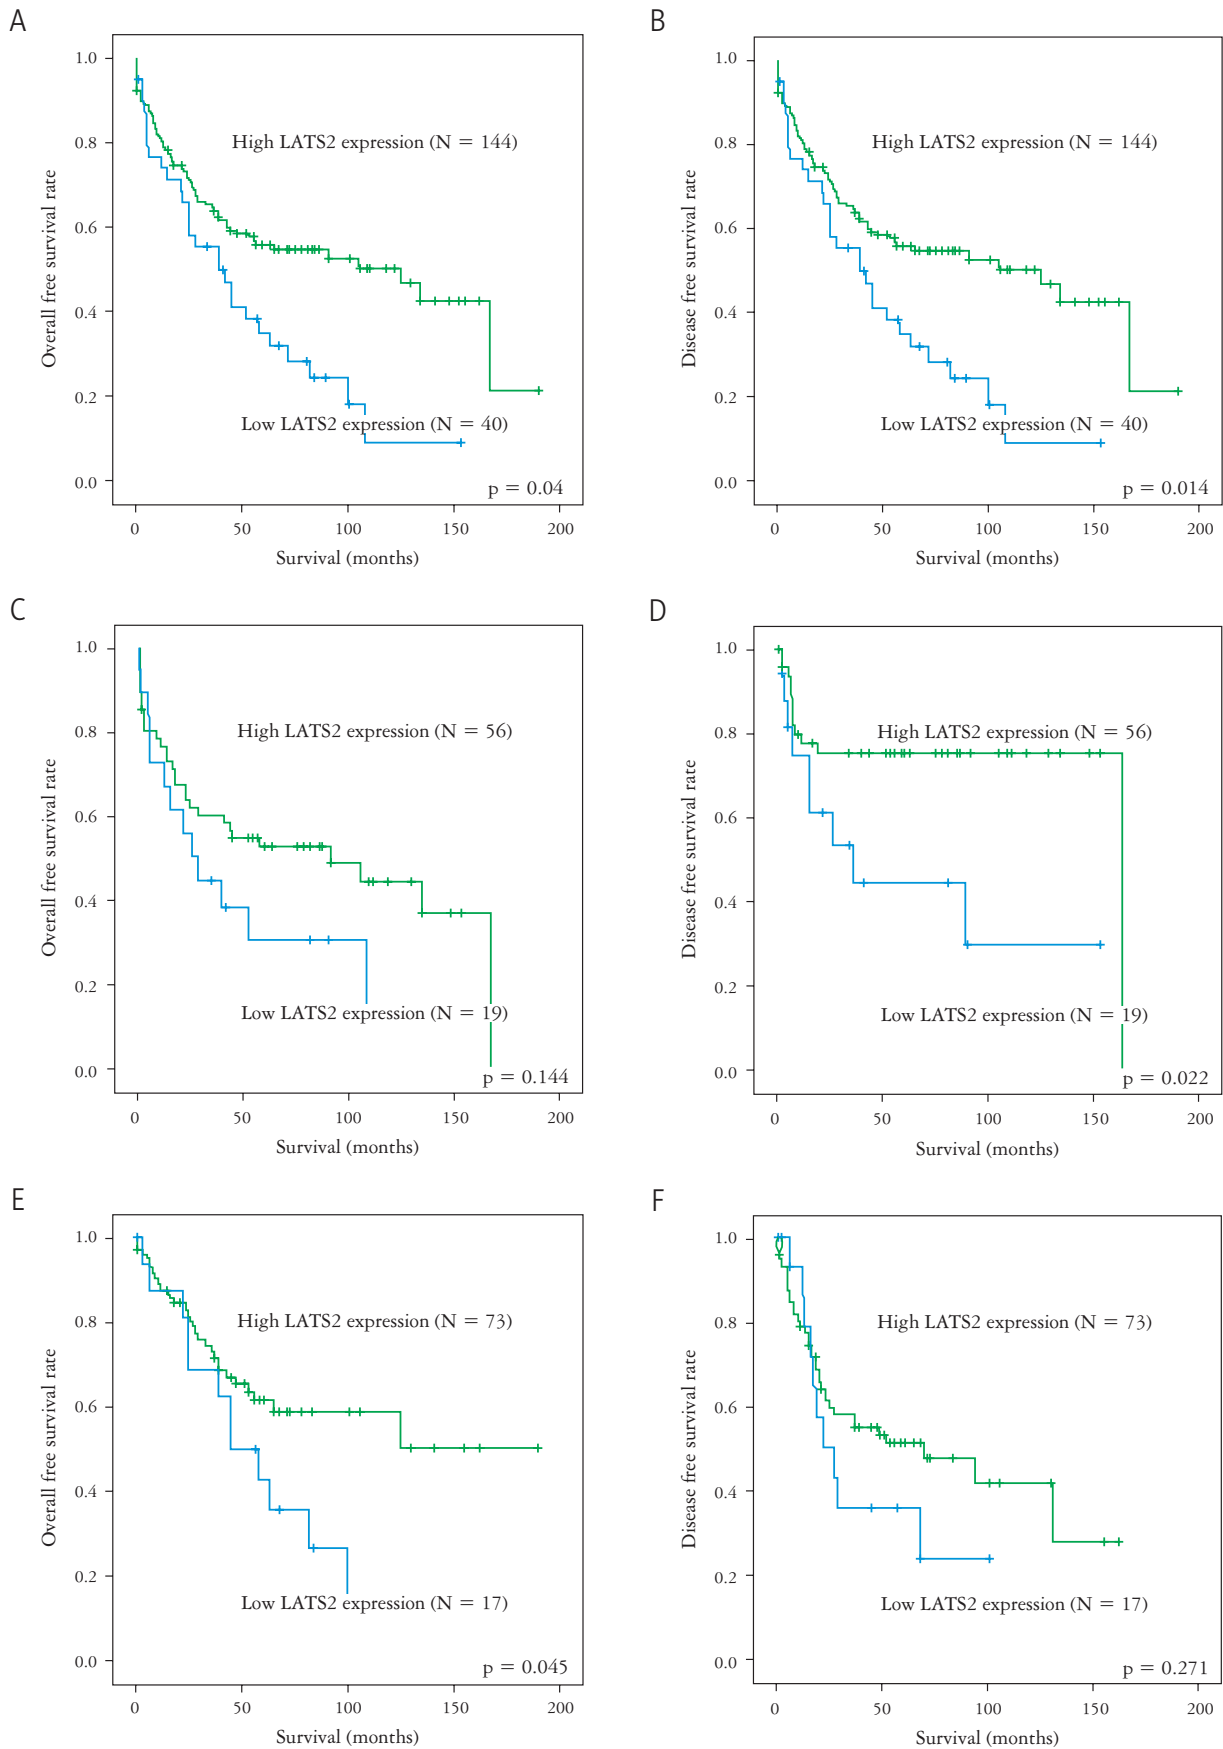 A
Overall free survival rate
1.0
0.8
0.6
0.4
0.2
0.0
High LATS2 expression (N = 144)
Low LATS2 expression (N = 40)
p = 0.04
0 50 100 150 200
Survival (months)
B
Disease free survival rate
1.0
0.8
0.6
0.4
0.2
0.0
High LATS2 expression (N = 144)
Low LATS2 expression (N = 40)
p = 0.014
0 50 100 150 200
Survival (months)
C
Overall free survival rate
1.0
0.8
0.6
0.4
0.2
0.0
High LATS2 expression (N = 56)
Low LATS2 expression (N = 19)
p = 0.144
0 50 100 150 200
Survival (months)
D
Disease free survival rate
1.0
0.8
0.6
0.4
0.2
0.0
High LATS2 expression (N = 56)
Low LATS2 expression (N = 19)
p = 0.022
0 50 100 150 200
Survival (months)
E
Overall free survival rate
1.0
0.8
0.6
0.4
0.2
0.0
High LATS2 expression (N = 73)
Low LATS2 expression (N = 17)
p = 0.045
0 50 100 150 200
Survival (months)
F
Disease free survival rate
1.0
0.8
0.6
0.4
0.2
0.0
High LATS2 expression (N = 73)
Low LATS2 expression (N = 17)
p = 0.271
0 50 100 150 200
Survival (months)